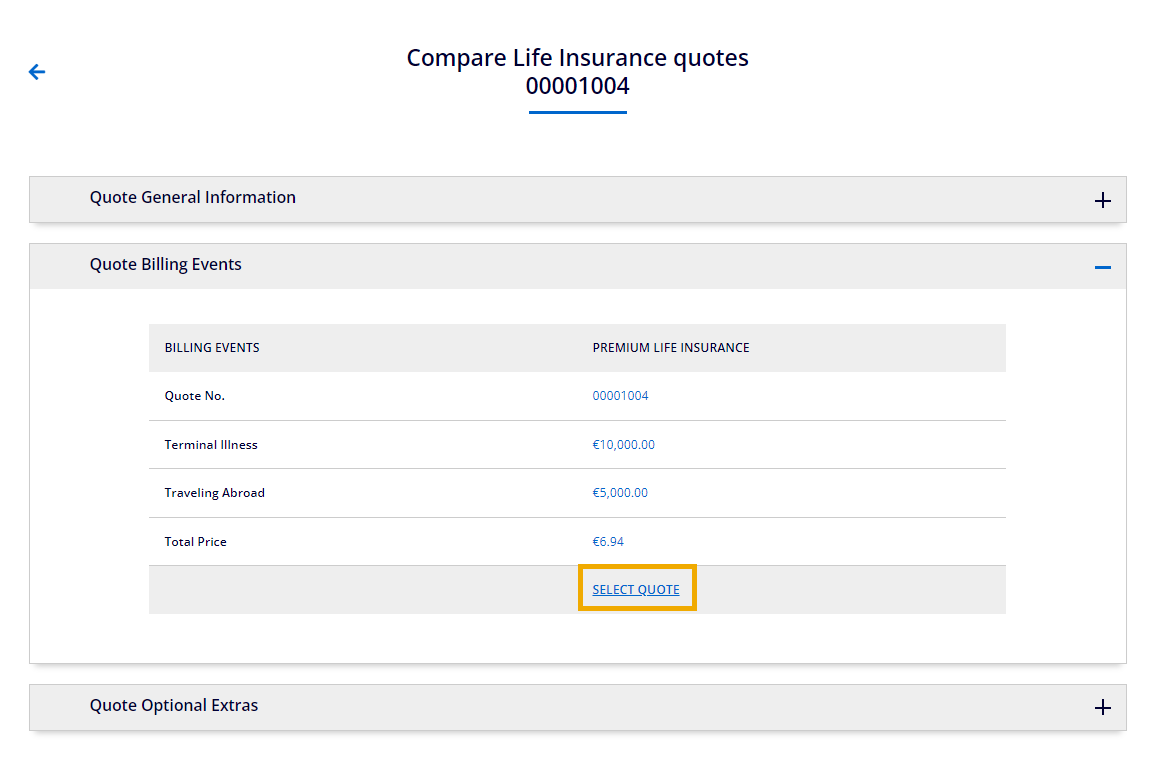 Compare Life Insurance quotes
00001004
Quote General Information
Quote Billing Events
BILLING EVENTS PREMIUM LIFE INSURANCE
Quote No. 00001004
Terminal Illness €10,000.00
Traveling Abroad €5,000.00
Total Price €6.94
SELECT QUOTE
Quote Optional Extras